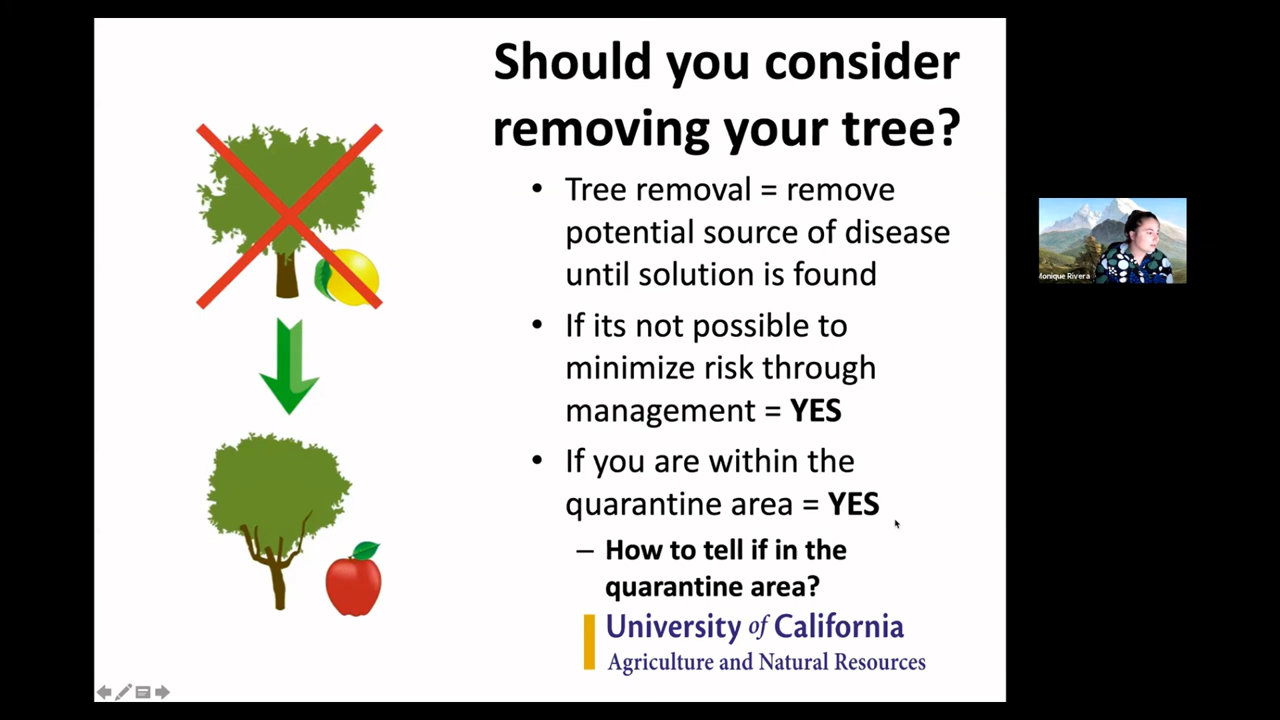 Should you consider
removing your tree?
• Tree removal = remove
potential source of disease
until solution is found
• If its not possible to
minimize risk through
management = YES
• If you are within the
quarantine area = YES
– How to tell if in the
quarantine area?
University of California
Agriculture and Natural Resources
Monique Rivera